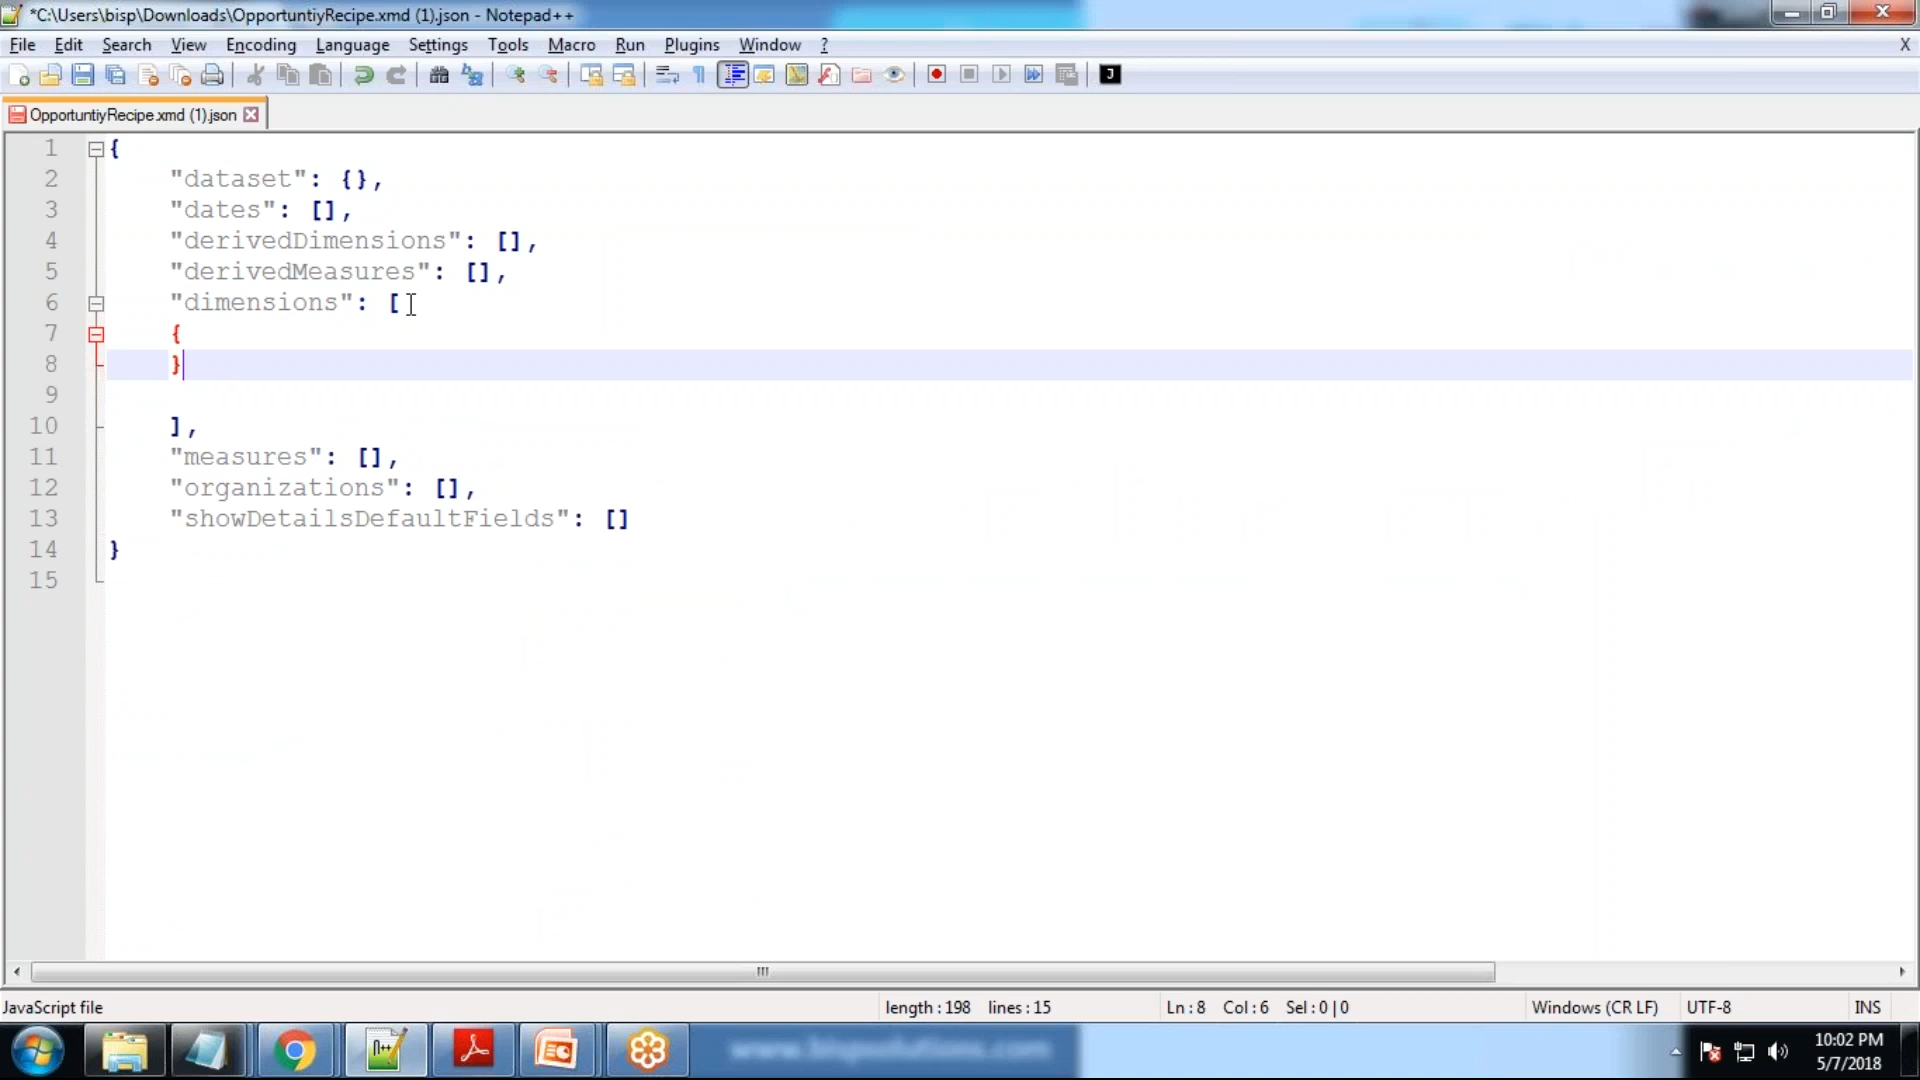 *C:\Users\bisp\Downloads\OpportuntiyRecipe.xmd (1).json - Notepad++
File Edit Search View Encoding Language Settings Tools Macro Run Plugins Window ? X
OpportuntiyRecipe.xmd (1).json
1 {
2 "dataset": {},
3 "dates": [],
4 "derivedDimensions": [],
5 "derivedMeasures": [],
6 "dimensions": [
7 {
8 }
9
10 ],
11 "measures": [],
12 "organizations": [],
13 "showDetailsDefaultFields": []
14 }
15
JavaScript file length : 198 lines : 15 Ln : 8 Col : 6 Sel : 0 | 0 Windows (CR LF) UTF-8 INS
www.bispsolutions.com
10:02 PM
5/7/2018